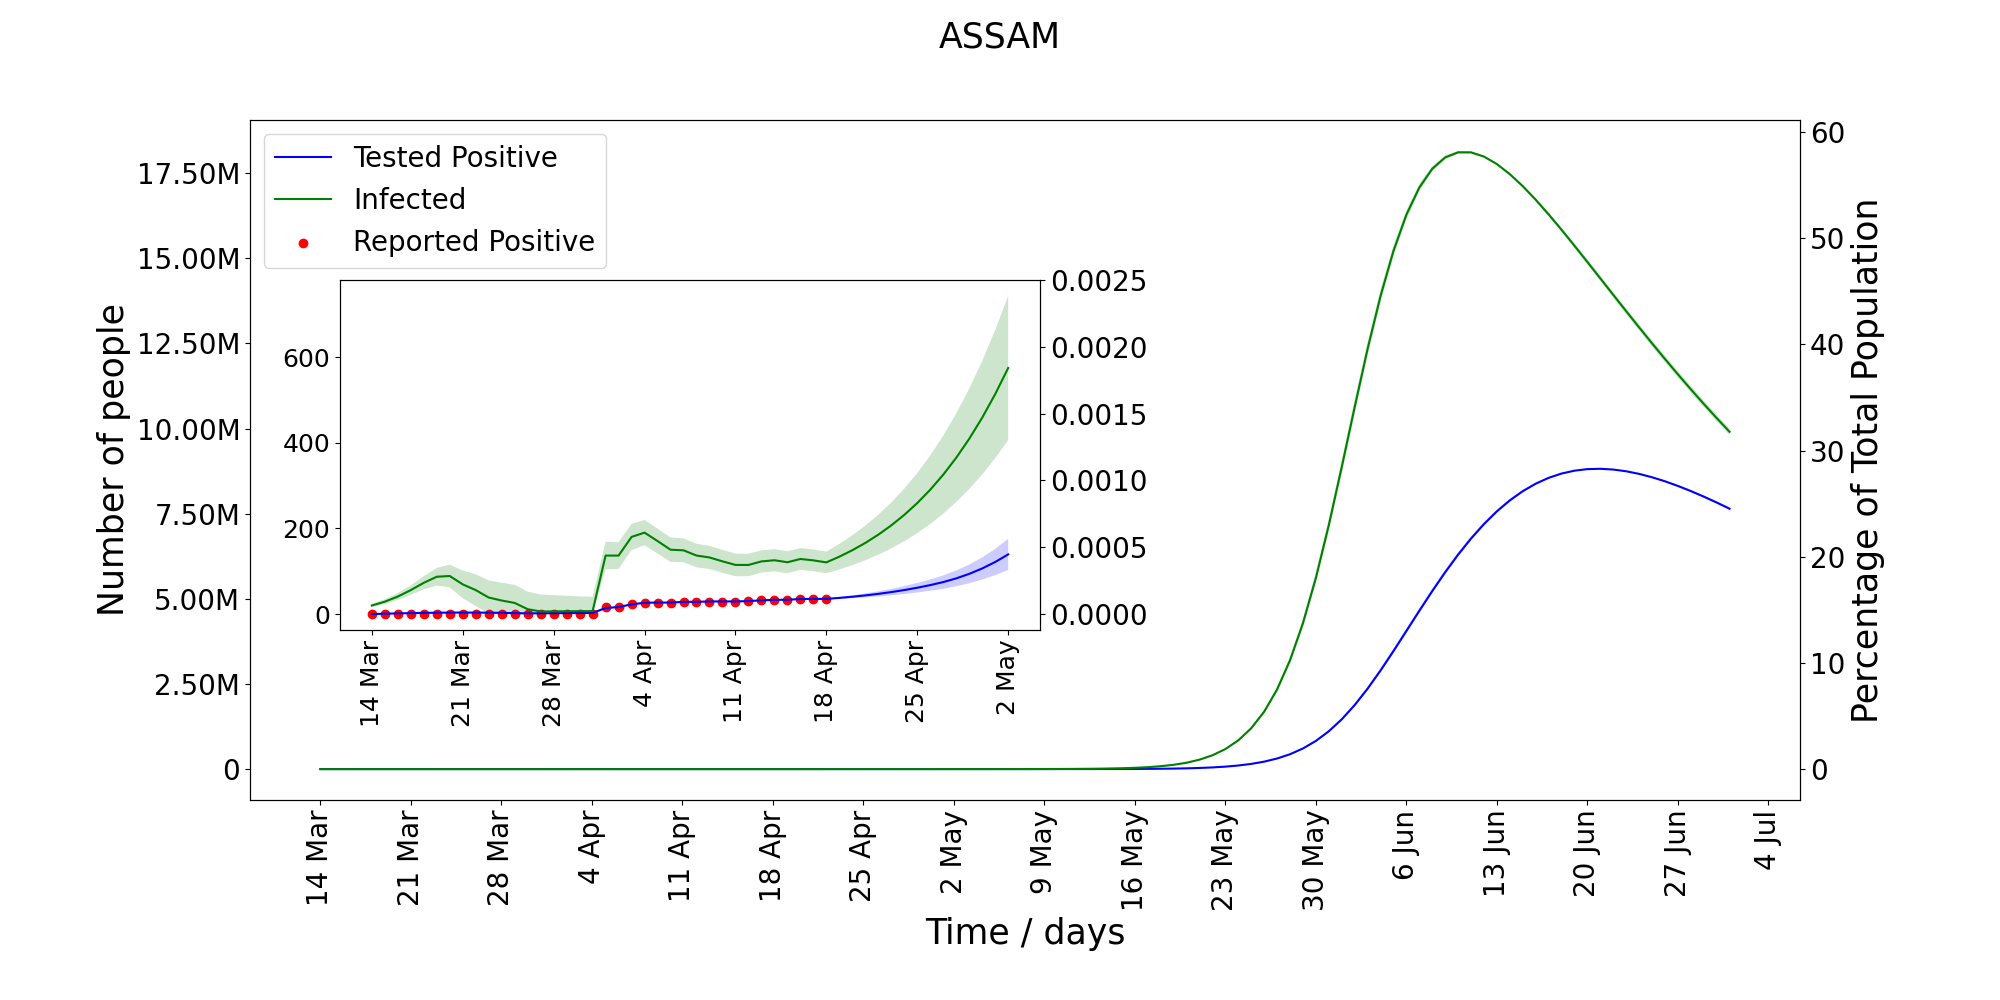 ASSAM
Tested Positive
Infected
Reported Positive
Number of people
17.50M
15.00M
12.50M
10.00M
7.50M
5.00M
2.50M
0
Percentage of Total Population
60
50
40
30
20
10
0
600
400
200
0
0.0025
0.0020
0.0015
0.0010
0.0005
0.0000
14 Mar
21 Mar
28 Mar
4 Apr
11 Apr
18 Apr
25 Apr
2 May
14 Mar
21 Mar
28 Mar
4 Apr
11 Apr
18 Apr
25 Apr
2 May
9 May
16 May
23 May
30 May
6 Jun
13 Jun
20 Jun
27 Jun
4 Jul
Time / days